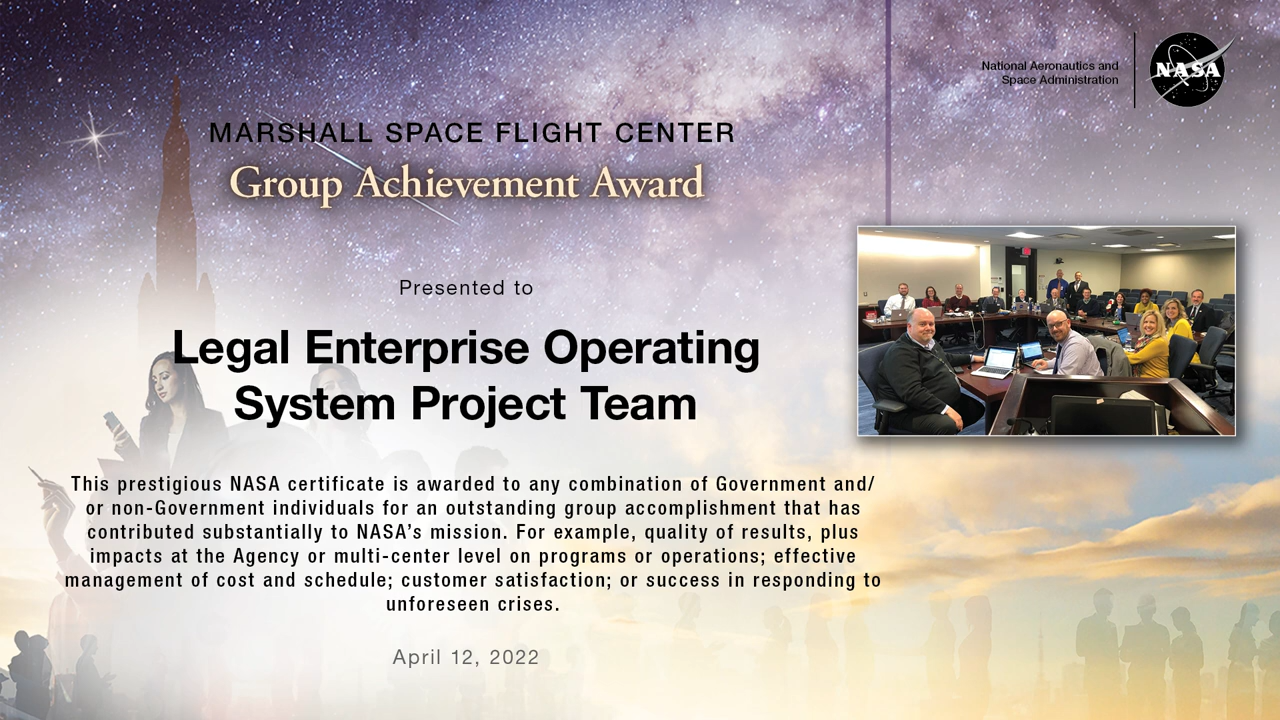 National Aeronautics and
Space Administration
NASA
MARSHALL SPACE FLIGHT CENTER
Group Achievement Award
Presented to
Legal Enterprise Operating
System Project Team
This prestigious NASA certificate is awarded to any combination of Government and/
or non-Government individuals for an outstanding group accomplishment that has
contributed substantially to NASA’s mission. For example, quality of results, plus
impacts at the Agency or multi-center level on programs or operations; effective
management of cost and schedule; customer satisfaction; or success in responding to
unforeseen crises.
April 12, 2022